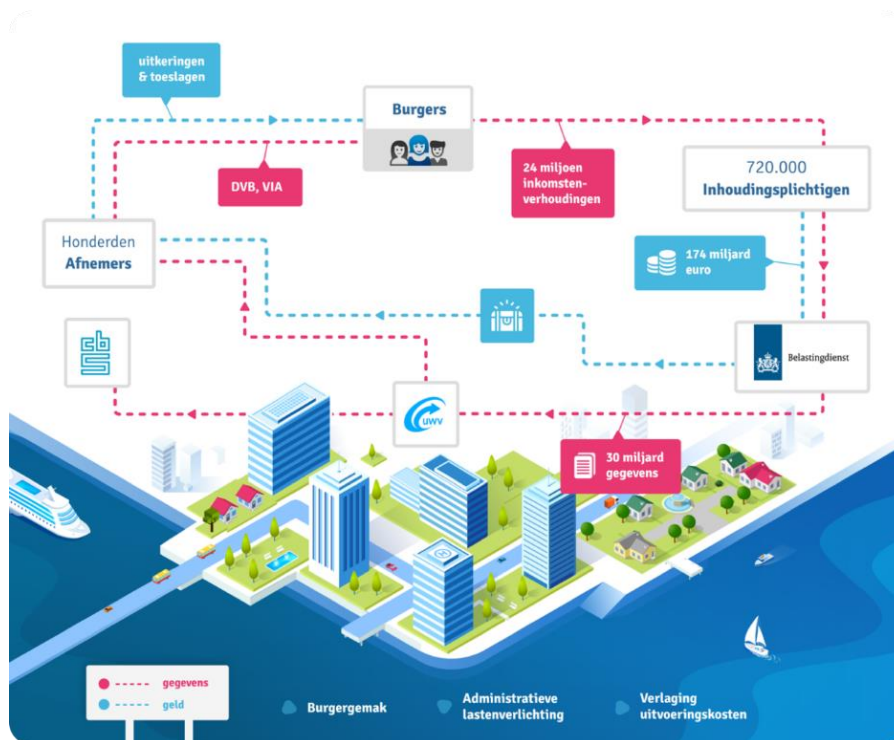 uitkeringen
& toeslagen
Burgers
DVB, VIA
24 miljoen
inkomsten-
verhoudingen
720.000
Inhoudingsplichtigen
Honderden
Afnemers
174 miljard
euro
cbs
Belastingdienst
uwv
30 miljard
gegevens
gegevens
geld
Burgergemak
Administratieve
lastenverlichting
Verlaging
uitvoeringskosten